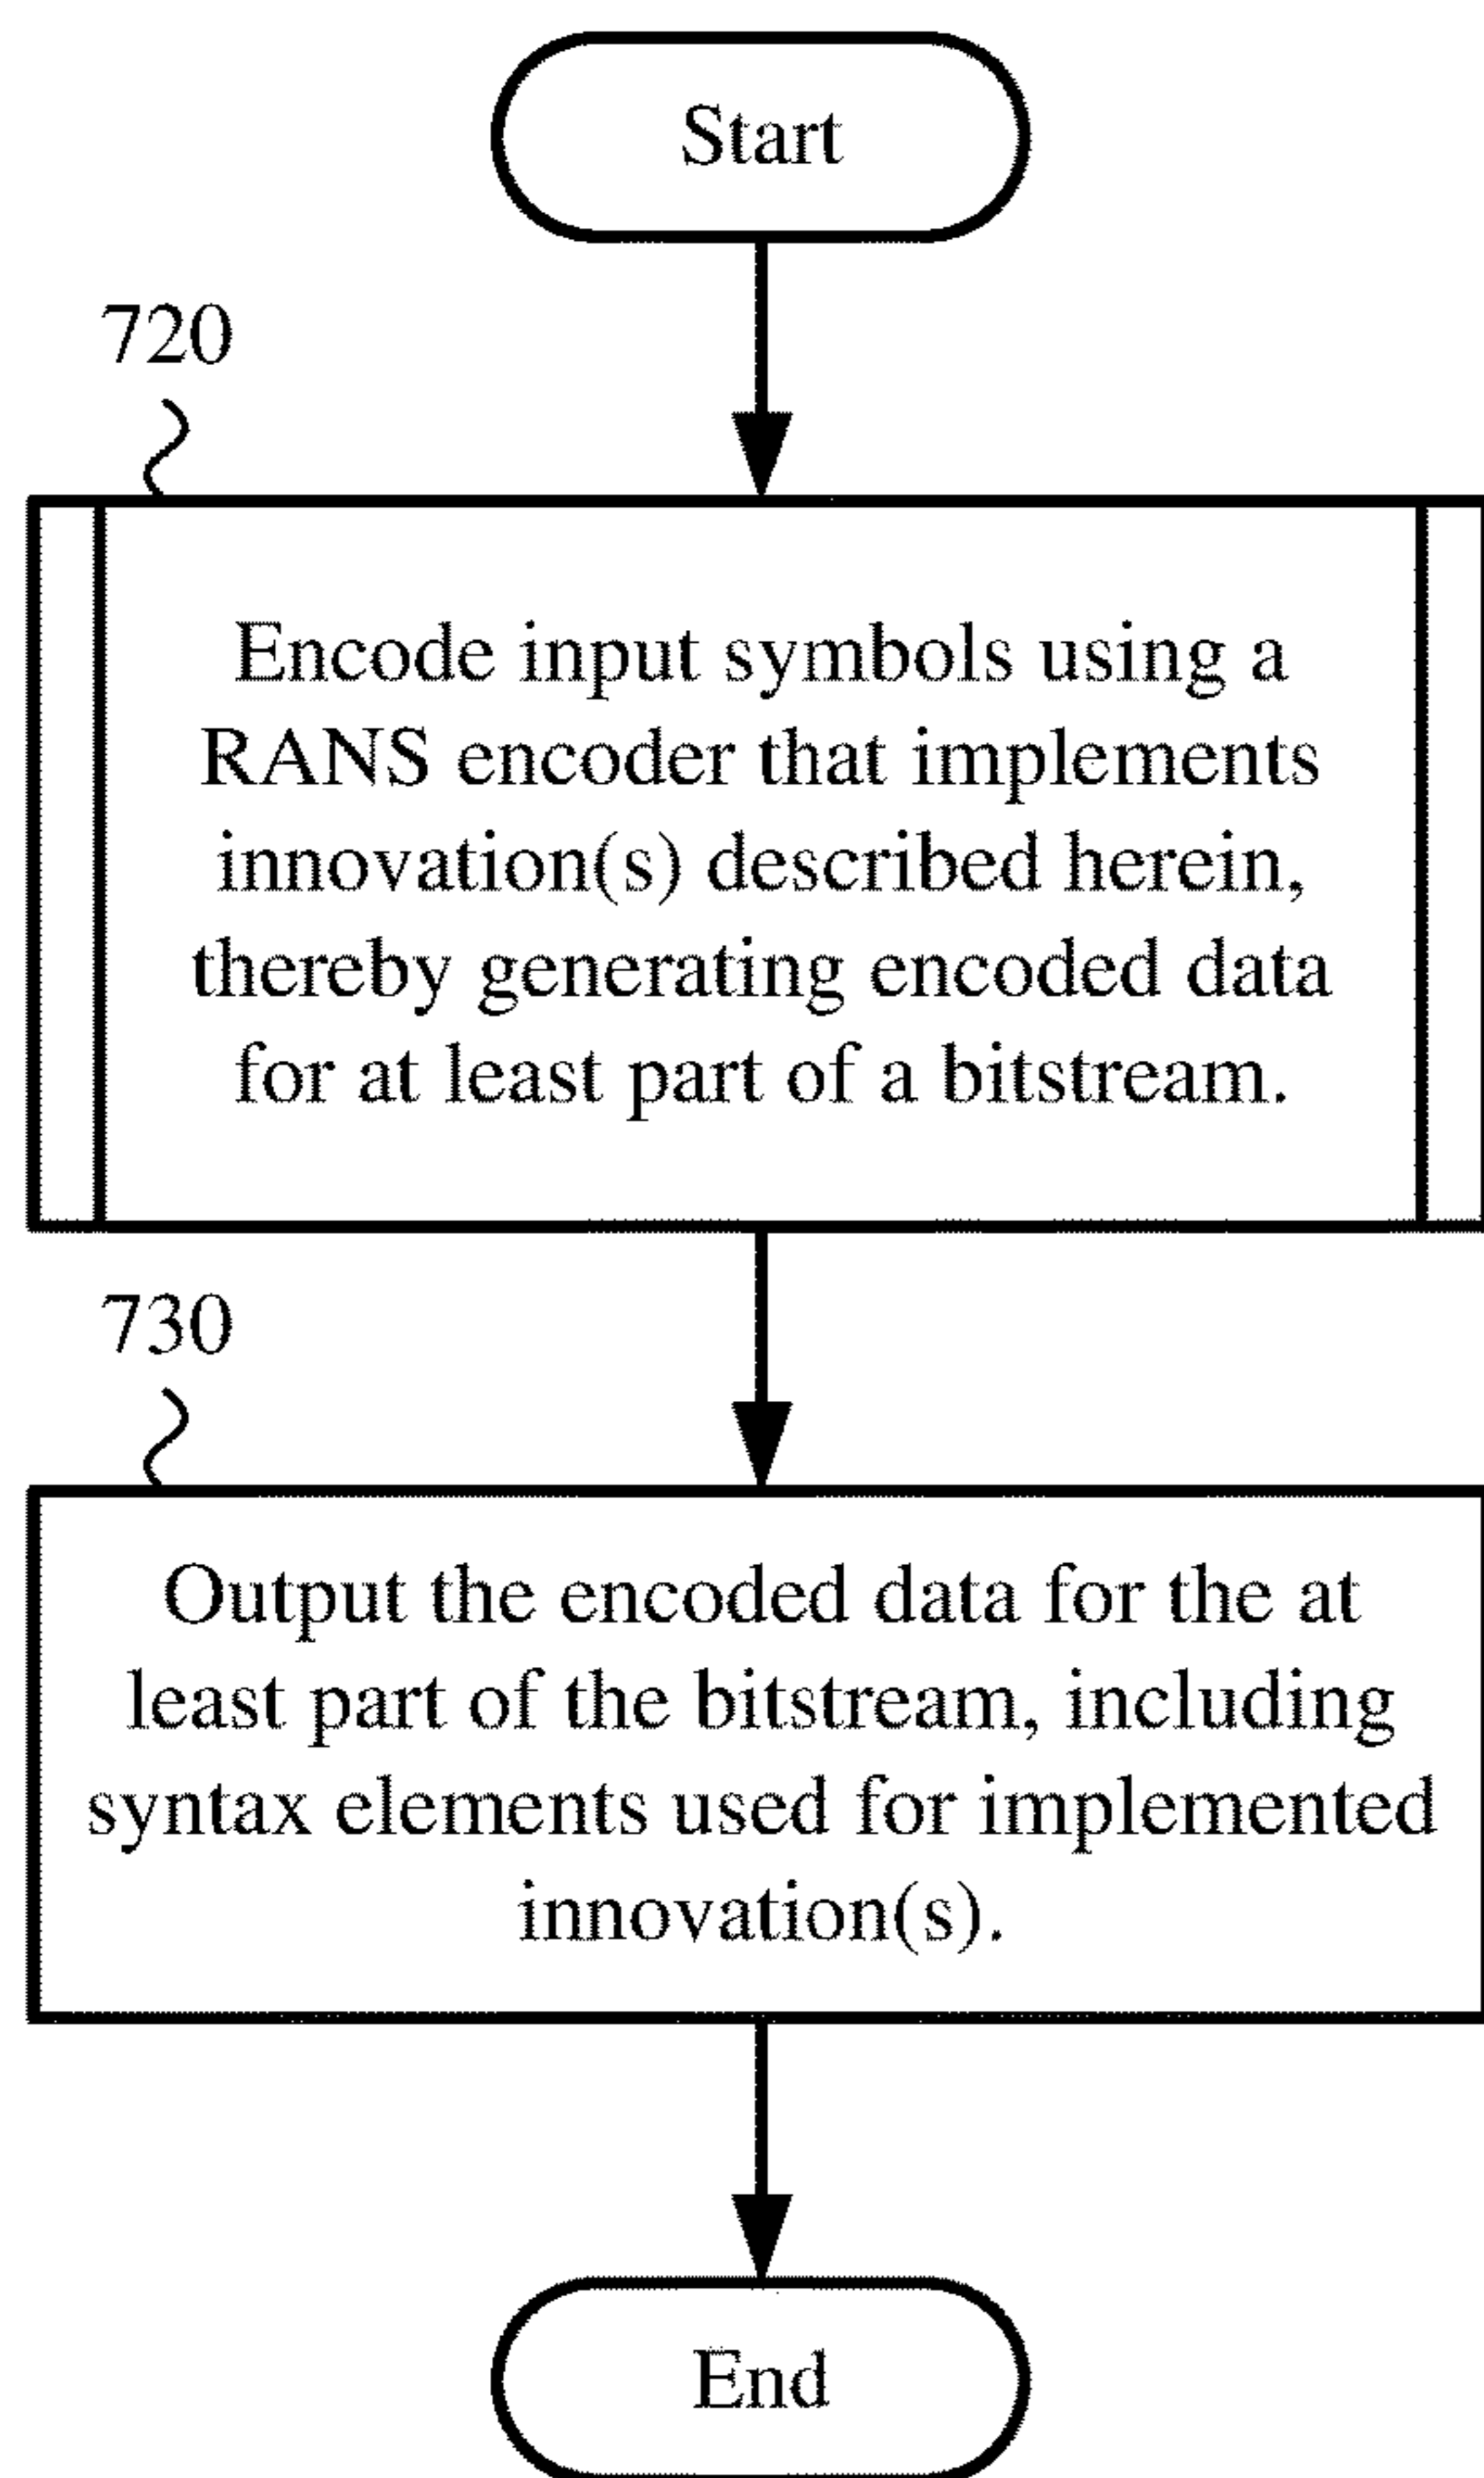 Start
720
Encode input symbols using a
RANS encoder that implements
innovation(s) described herein,
thereby generating encoded data
for at least part of a bitstream.
730
Output the encoded data for the at
least part of the bitstream, including
syntax elements used for implemented
innovation(s).
End